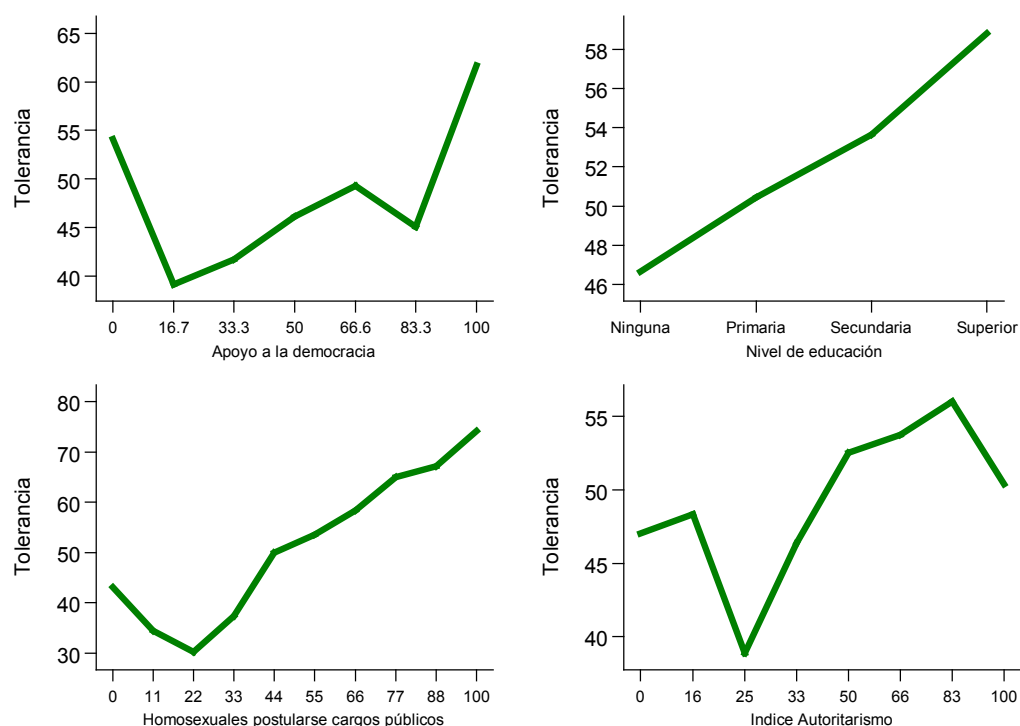 Tolerancia
65
60
55
50
45
40
0 16.7 33.3 50 66.6 83.3 100
Apoyo a la democracia
Tolerancia
58
56
54
52
50
48
46
Ninguna Primaria Secundaria Superior
Nivel de educación
Tolerancia
80
70
60
50
40
30
0 11 22 33 44 55 66 77 88 100
Homosexuales postularse cargos públicos
Tolerancia
55
50
45
40
0 16 25 33 50 66 83 100
Indice Autoritarismo